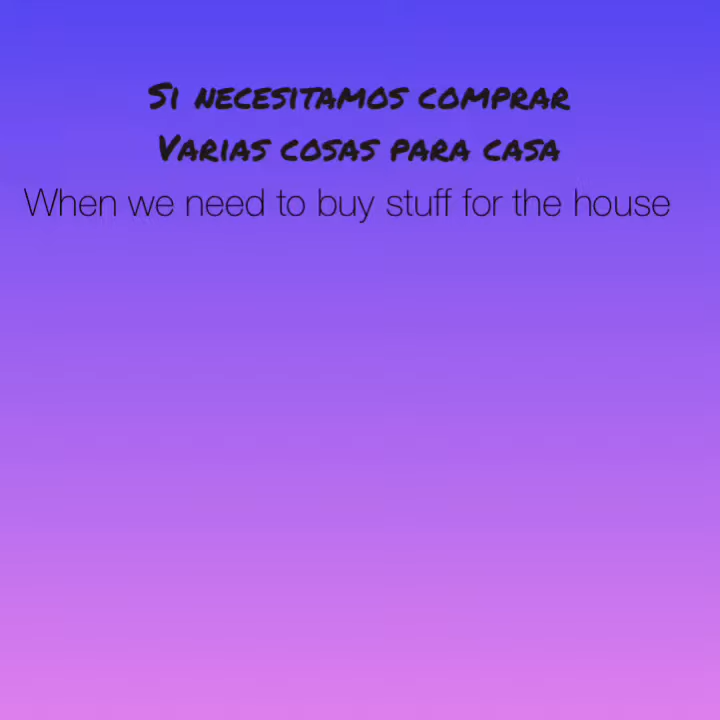 Si necesitamos comprar
Varias cosas para casa
When we need to buy stuff for the house